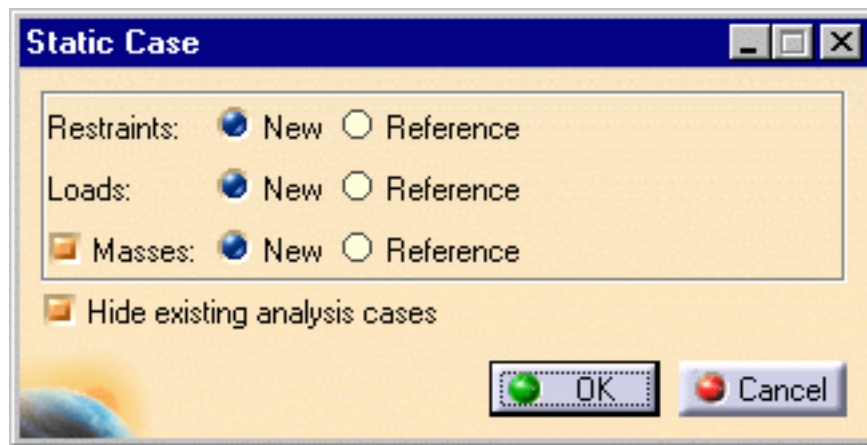 Static Case
Restraints: New Reference
Loads: New Reference
Masses: New Reference
Hide existing analysis cases
OK Cancel